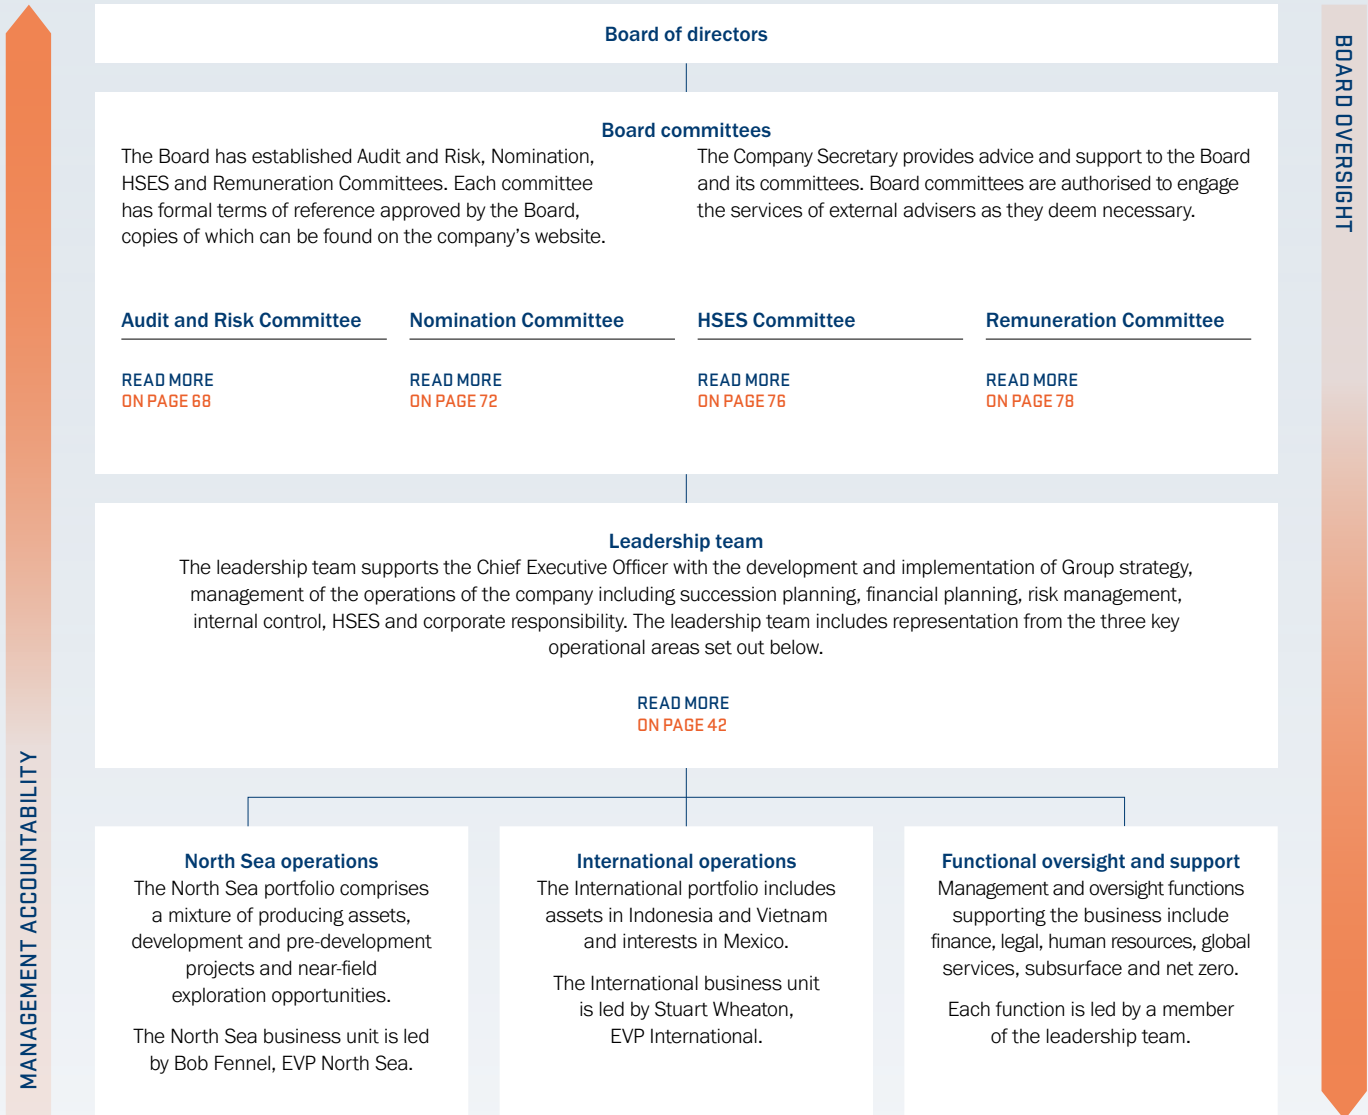 Board of directors
Board committees
The Board has established Audit and Risk, Nomination,
HSES and Remuneration Committees. Each committee
has formal terms of reference approved by the Board,
copies of which can be found on the company’s website.
The Company Secretary provides advice and support to the Board
and its committees. Board committees are authorised to engage
the services of external advisers as they deem necessary.
Audit and Risk Committee
READ MORE
ON PAGE 68
Nomination Committee
READ MORE
ON PAGE 72
HSES Committee
READ MORE
ON PAGE 76
Remuneration Committee
READ MORE
ON PAGE 78
Leadership team
The leadership team supports the Chief Executive Officer with the development and implementation of Group strategy,
management of the operations of the company including succession planning, financial planning, risk management,
internal control, HSES and corporate responsibility. The leadership team includes representation from the three key
operational areas set out below.
READ MORE
ON PAGE 42
North Sea operations
The North Sea portfolio comprises
a mixture of producing assets,
development and pre-development
projects and near-field
exploration opportunities.
The North Sea business unit is led
by Bob Fennel, EVP North Sea.
International operations
The International portfolio includes
assets in Indonesia and Vietnam
and interests in Mexico.
The International business unit
is led by Stuart Wheaton,
EVP International.
Functional oversight and support
Management and oversight functions
supporting the business include
finance, legal, human resources, global
services, subsurface and net zero.
Each function is led by a member
of the leadership team.
MANAGEMENT ACCOUNTABILITY
BOARD OVERSIGHT